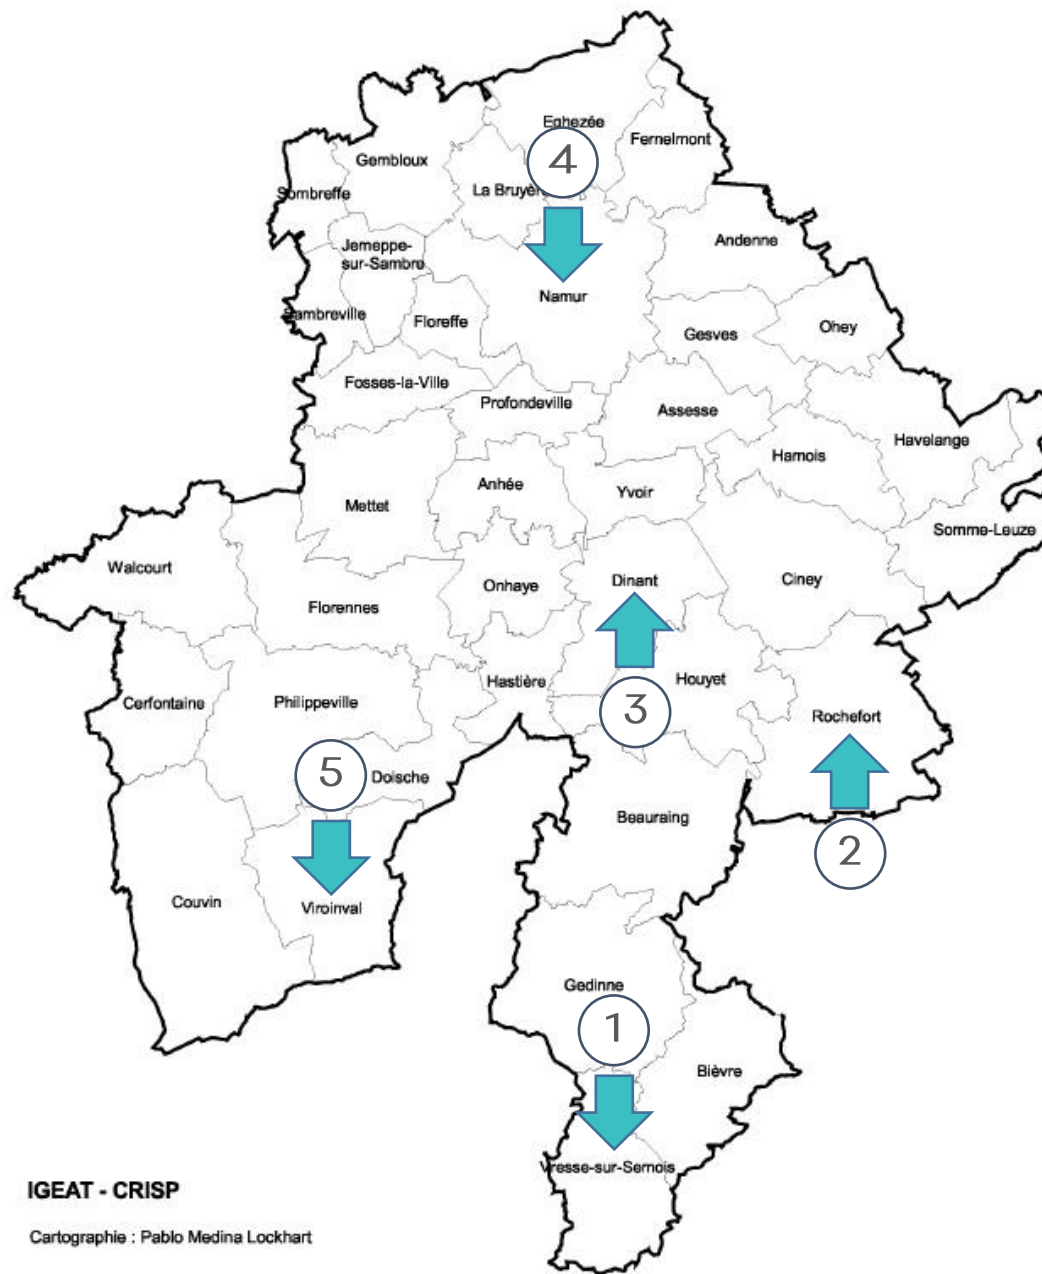 Eghezée
Fernelmont
4
Gembloux
La Bruyère
Sombreffe
Andenne
Jemeppe-
sur-Sambre
Namur
Sambreville
Floreffe
Gesves
Ohey
Fosses-la-Ville
Profondeville
Assesse
Havelange
Hamois
Anhée
Yvoir
Mettet
Somme-Leuze
Walcourt
Onhaye
Dinant
Ciney
Florennes
Hastière
Houyet
Cerfontaine
Philippeville
3
Rochefort
5
Doische
Beauraing
2
Couvin
Viroinval
Gedinne
1
Bièvre
Vresse-sur-Semois
IGEAT - CRISP
Cartographie : Pablo Medina Lockhart